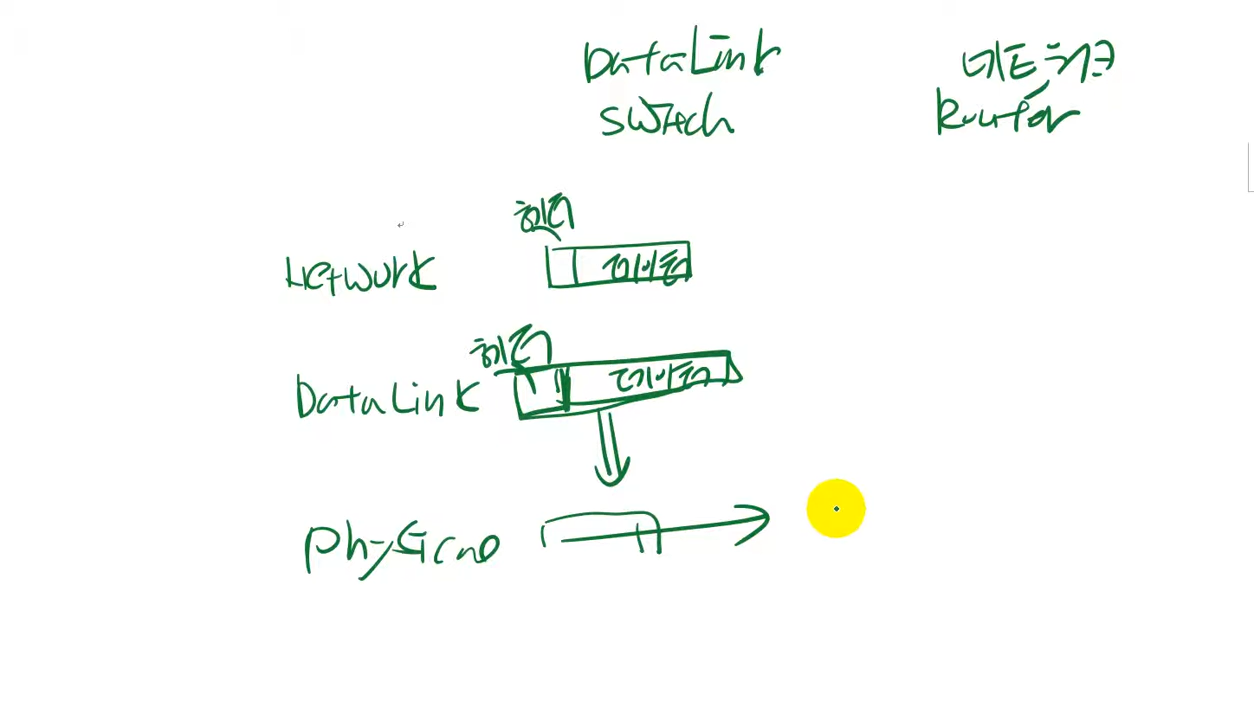 DataLink
Switch
네트워크
Router
헤더
Network
데이터
헤더
DataLink
데이터
Physical